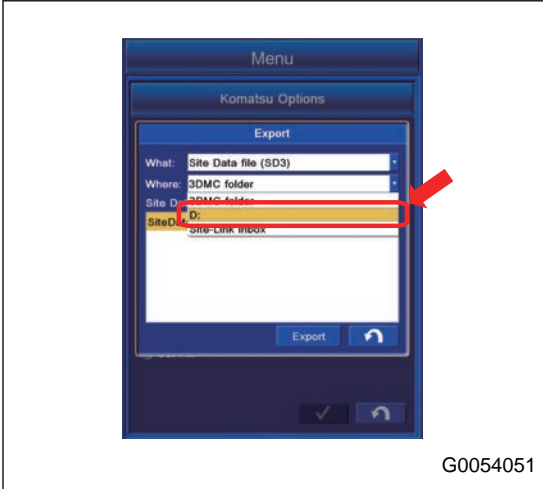 Menu
Komatsu Options
Export
What: Site Data file (SD3)
Where: 3DMC folder
Site D 3DMC folder
D:
SiteDat
Site-Link Inbox
Export
G0054051